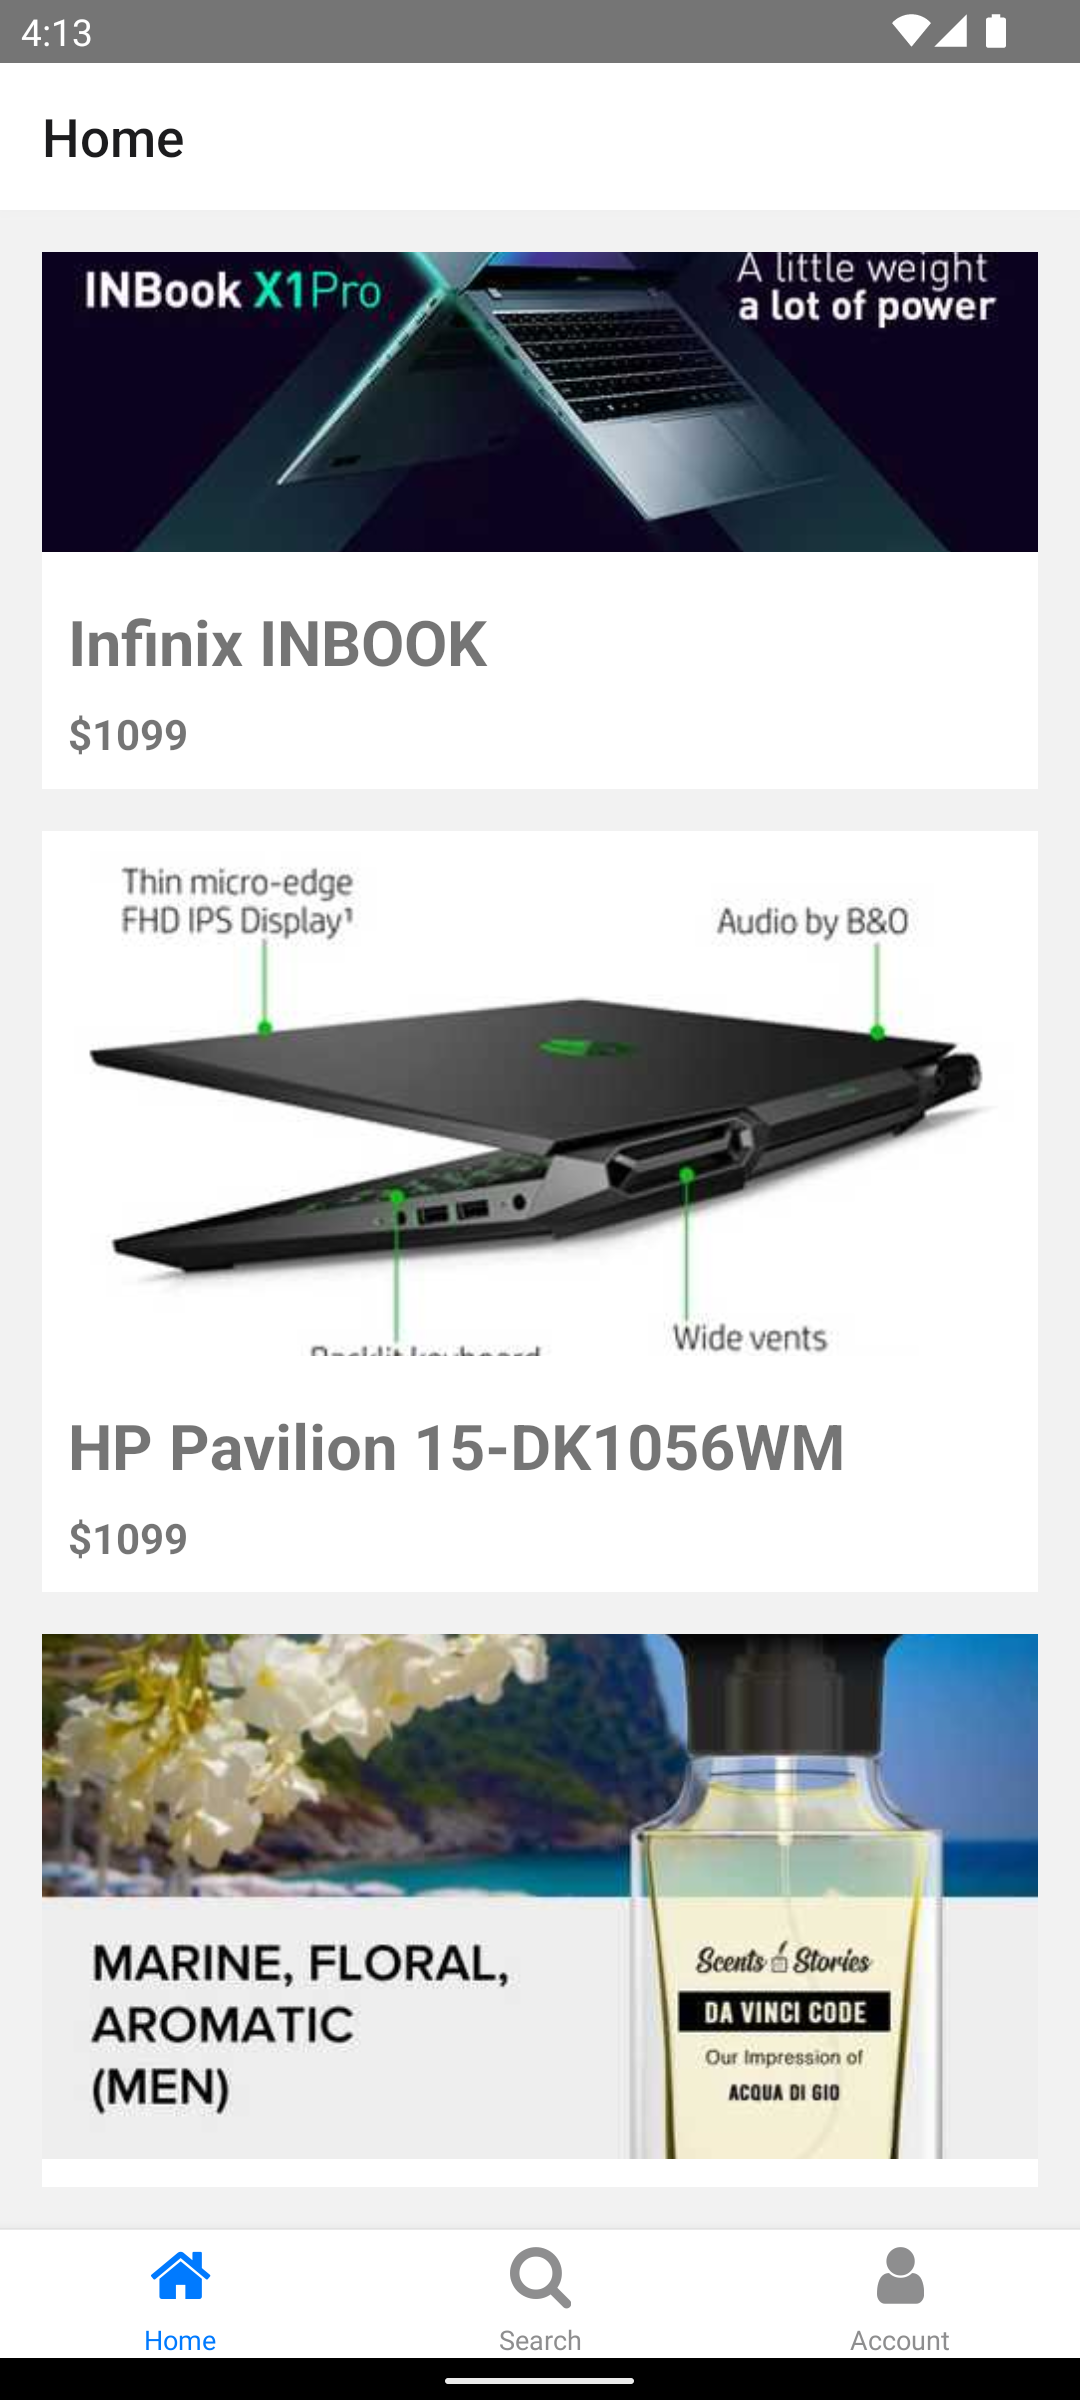 4:13
Home
INBook X1Pro
A little weight
a lot of power
Infinix INBOOK
$1099
Thin micro-edge
FHD IPS Display¹
Audio by B&O
Backlit keyboard
Wide vents
HP Pavilion 15-DK1056WM
$1099
MARINE, FLORAL,
AROMATIC
(MEN)
Scents Stories
DA VINCI CODE
Our Impression of
ACQUA DI GIO
Home
Search
Account